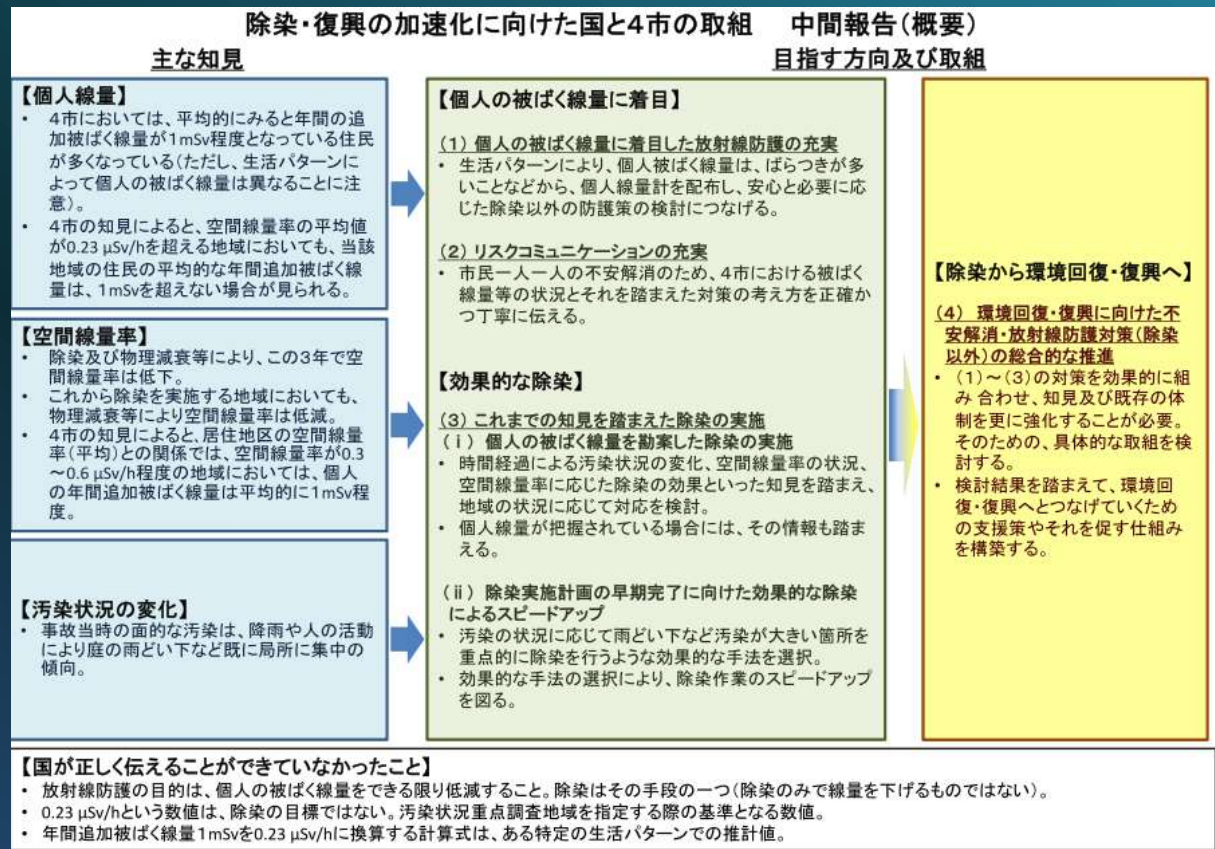 除染・復興の加速化に向けた国と4市の取組　中間報告(概要)
主な知見
目指す方向及び取組
【個人線量】
・ 4市においては、平均的にみると年間の追
加被ばく線量が1mSv程度となっている住民
が多くなっている(ただし、生活パターンに
よって個人の被ばく線量は異なることに注
意)。
・ 4市の知見によると、空間線量率の平均値
が0.23 μSv/hを超える地域においても、当該
地域の住民の平均的な年間追加被ばく線
量は、1mSvを超えない場合が見られる。
【空間線量率】
・ 除染及び物理減衰等により、この3年で空
間線量率は低下。
・ これから除染を実施する地域においても、
物理減衰等により空間線量率は低減。
・ 4市の知見によると、居住地区の空間線量
率(平均)との関係では、空間線量率が0.3
～0.6 μSv/h程度の地域においては、個人
の年間追加被ばく線量は平均的に1mSv程
度。
【汚染状況の変化】
・ 事故当時の面的な汚染は、降雨や人の活動
により庭の雨どい下など既に局所に集中の
傾向。
【個人の被ばく線量に着目】
(1) 個人の被ばく線量に着目した放射線防護の充実
・ 生活パターンにより、個人被ばく線量は、ばらつきが多
いことなどから、個人線量計を配布し、安心と必要に応
じた除染以外の防護策の検討につなげる。
(2) リスクコミュニケーションの充実
・ 市民一人一人の不安解消のため、4市における被ばく
線量等の状況とそれを踏まえた対策の考え方を正確か
つ丁寧に伝える。
【効果的な除染】
(3) これまでの知見を踏まえた除染の実施
(ⅰ) 個人の被ばく線量を勘案した除染の実施
・ 時間経過による汚染状況の変化、空間線量率の状況、
空間線量率に応じた除染の効果といった知見を踏まえ、
地域の状況に応じて対応を検討。
・ 個人線量が把握されている場合には、その情報も踏ま
える。
(ⅱ) 除染実施計画の早期完了に向けた効果的な除染
によるスピードアップ
・ 汚染の状況に応じて雨どい下など汚染が大きい箇所を
重点的に除染を行うような効果的な手法を選択。
・ 効果的な手法の選択により、除染作業のスピードアップ
を図る。
【除染から環境回復・復興へ】
(4) 環境回復・復興に向けた不
安解消・放射線防護対策(除染
以外)の総合的な推進
・ (1)～(3)の対策を効果的に組
み 合わせ、知見及び既存の体
制を更に強化することが必要。
そのための、具体的な取組を検
討する。
・ 検討結果を踏まえて、環境回
復・復興へとつなげていくため
の支援策やそれを促す仕組み
を構築する。
【国が正しく伝えることができていなかったこと】
・ 放射線防護の目的は、個人の被ばく線量をできる限り低減すること。除染はその手段の一つ(除染のみで線量を下げるものではない)。
・ 0.23 μSv/hという数値は、除染の目標ではない。汚染状況重点調査地域を指定する際の基準となる数値。
・ 年間追加被ばく線量1mSvを0.23 μSv/hに換算する計算式は、ある特定の生活パターンでの推計値。